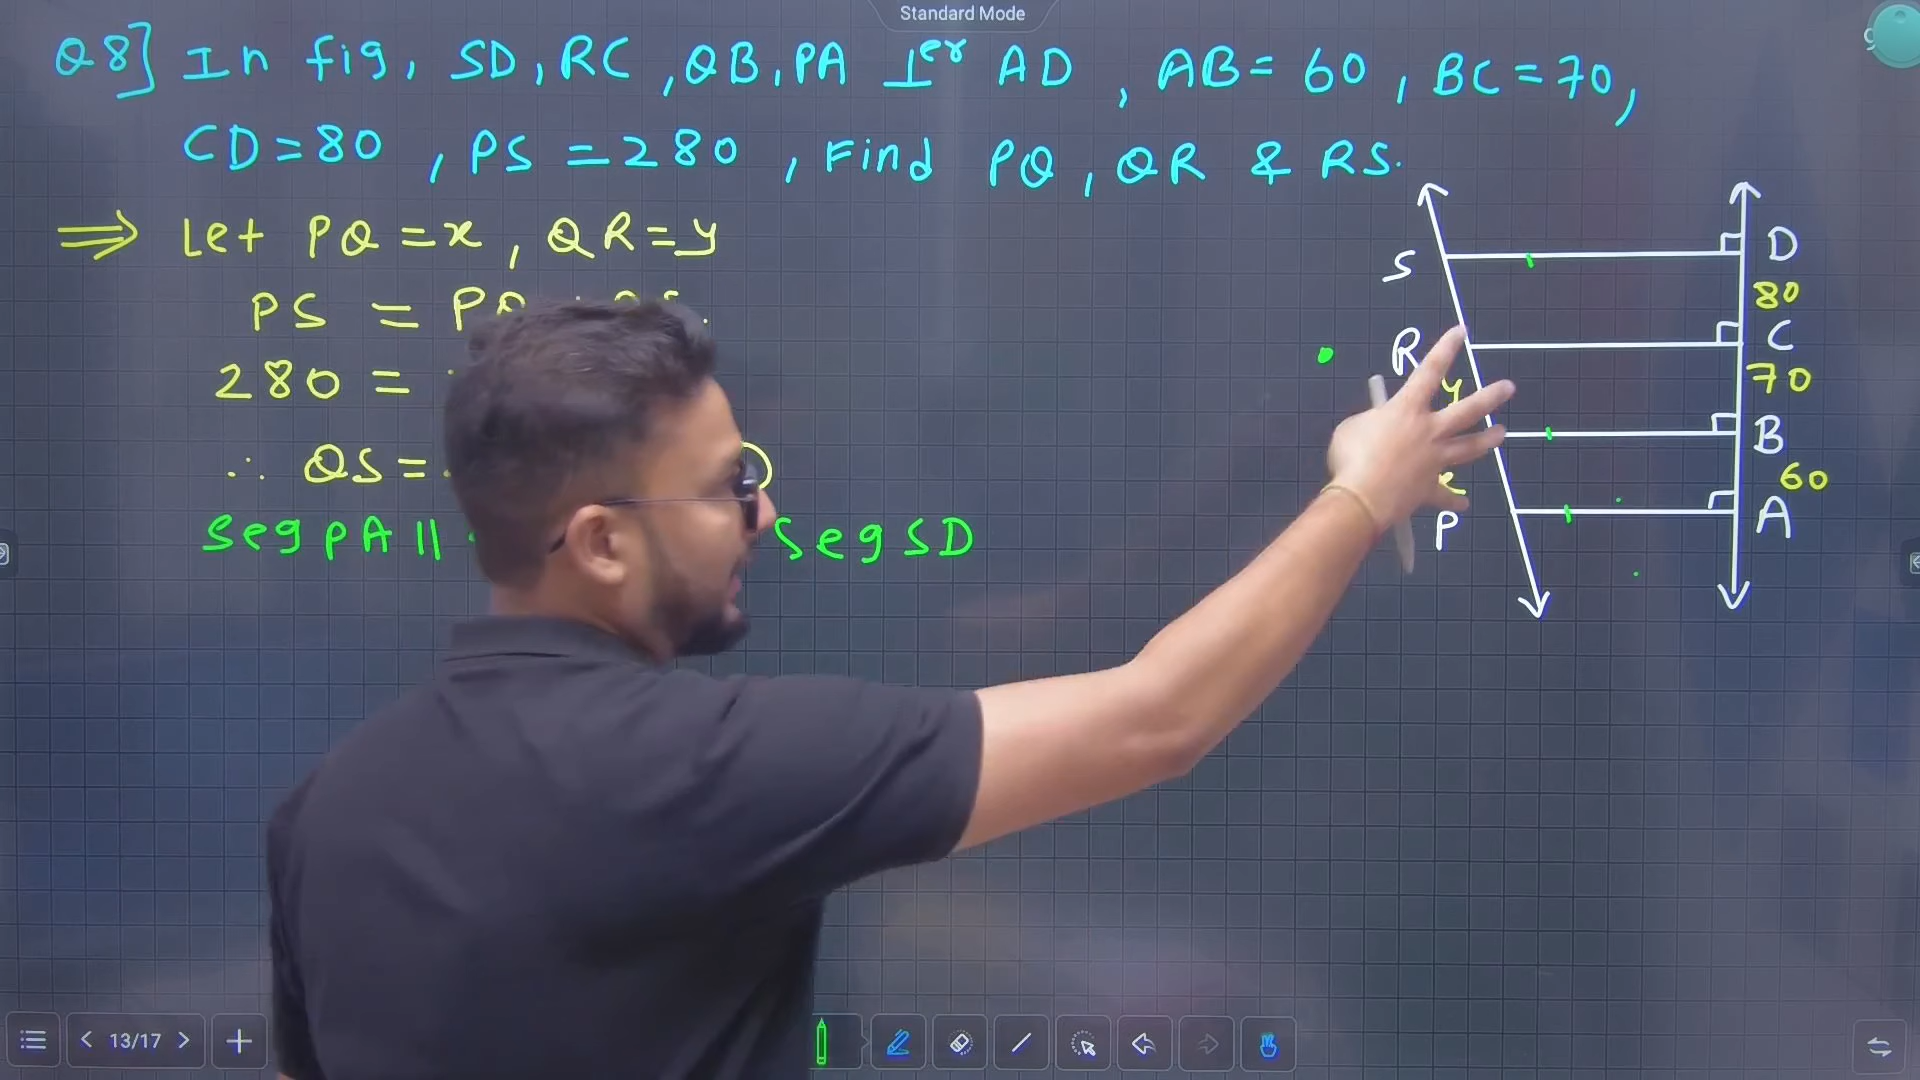 Standard Mode
Q8] In fig, SD, RC, QB, PA ⊥er AD, AB = 60, BC = 70,
CD = 80, PS = 280, Find PQ, QR & RS.
⇒ Let PQ = x, QR = y
PS = PQ
280 =
∴ QS =
seg PA || seg SD
S
D
80
R
C
y
70
B
60
P
A
13/17